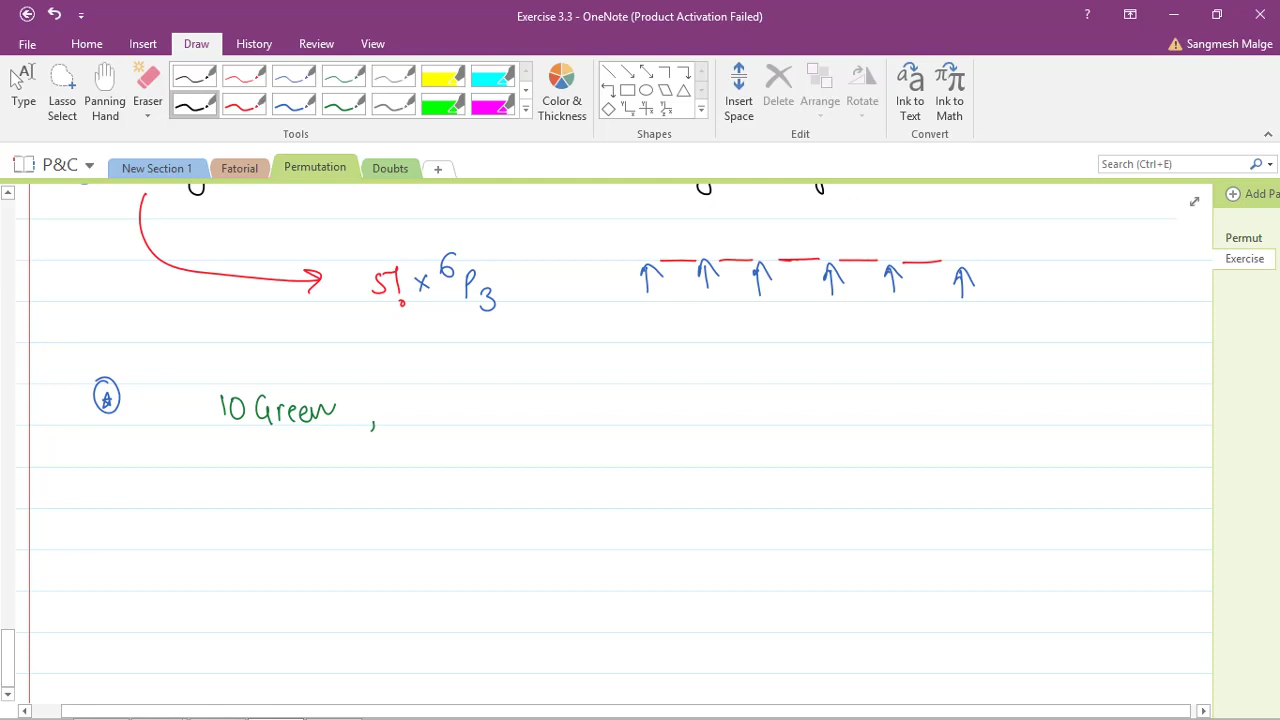 Exercise 3.3 - OneNote (Product Activation Failed)
?
File Home Insert Draw History Review View Sangmesh Malge
Type Lasso Select Panning Hand Eraser Color & Thickness Insert Space Delete Arrange Rotate Ink to Text Ink to Math
Tools Shapes Edit Convert
P&C New Section 1 Fatorial Permutation Doubts + Search (Ctrl+E)
Add Pa
Permut
Exercise
5! × ⁶P₃
10 Green ,